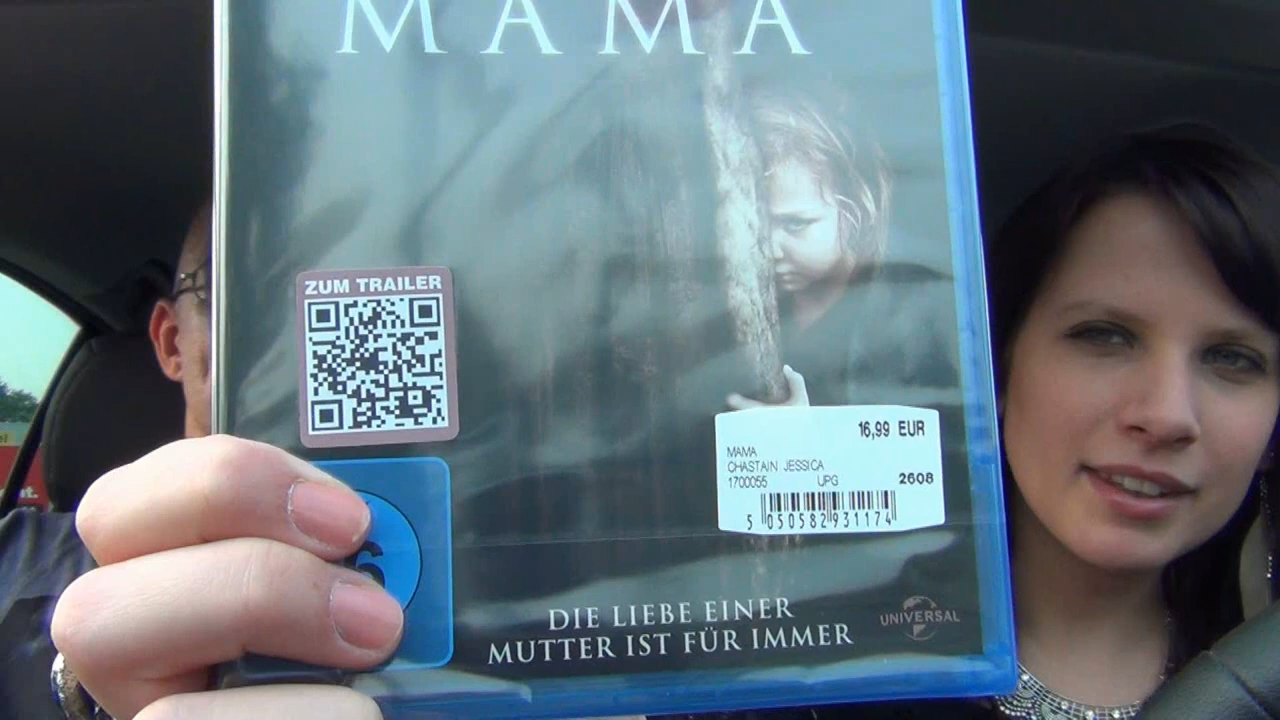 MAMA
ZUM TRAILER
16,99 EUR
MAMA
CHASTAIN JESSICA
1700055 UPG 2608
5 050582 931174
6
DIE LIEBE EINER
MUTTER IST FÜR IMMER
UNIVERSAL